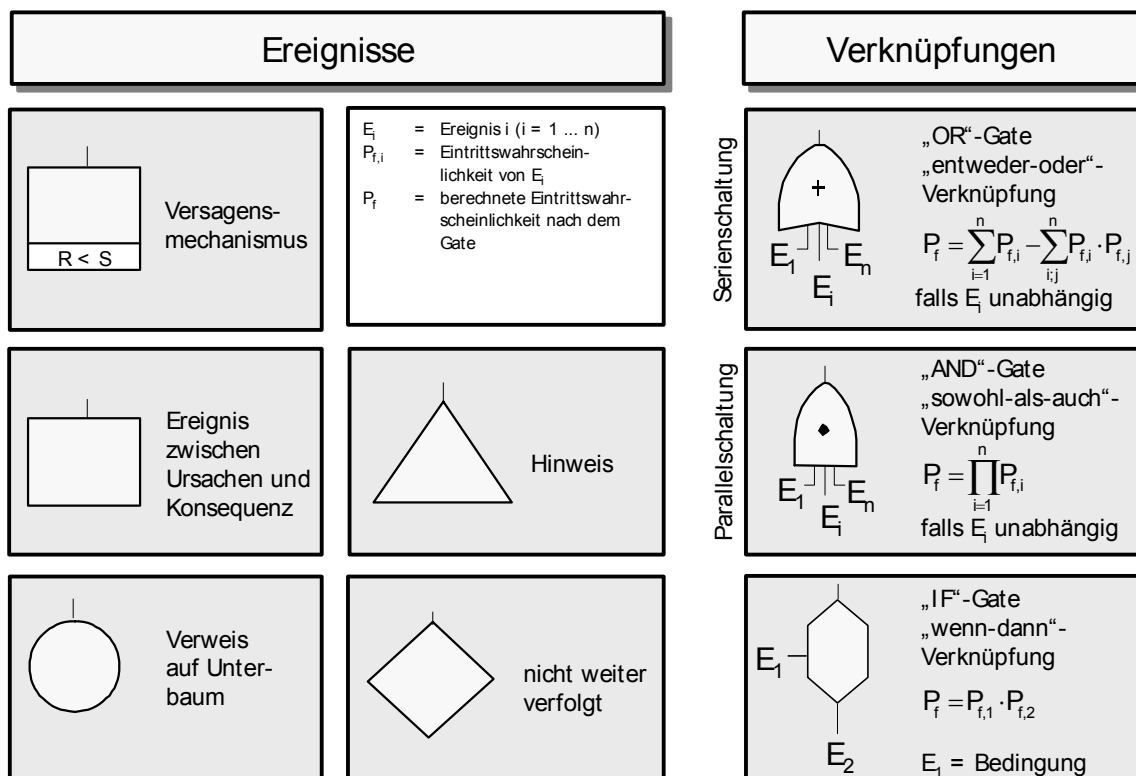 Ereignisse
Versagens-
mechanismus
R < S
E_i = Ereignis i (i = 1 ... n)
P_f,i = Eintrittswahrschein-
lichkeit von E_i
P_f = berechnete Eintrittswahr-
scheinlichkeit nach dem
Gate
Ereignis
zwischen
Ursachen und
Konsequenz
Hinweis
Verweis
auf Unter-
baum
nicht weiter
verfolgt
Verknüpfungen
Serienschaltung
+
E_1 E_n
E_i
„OR“-Gate
„entweder-oder“-
Verknüpfung
P_f = ∑_{i=1}^{n} P_f,i − ∑_{i;j}^{n} P_f,i · P_f,j
falls E_i unabhängig
Parallelschaltung
E_1 E_n
E_i
„AND“-Gate
„sowohl-als-auch“-
Verknüpfung
P_f = ∏_{i=1}^{n} P_f,i
falls E_i unabhängig
E_1
E_2
„IF“-Gate
„wenn-dann“-
Verknüpfung
P_f = P_f,1 · P_f,2
E_1 = Bedingung